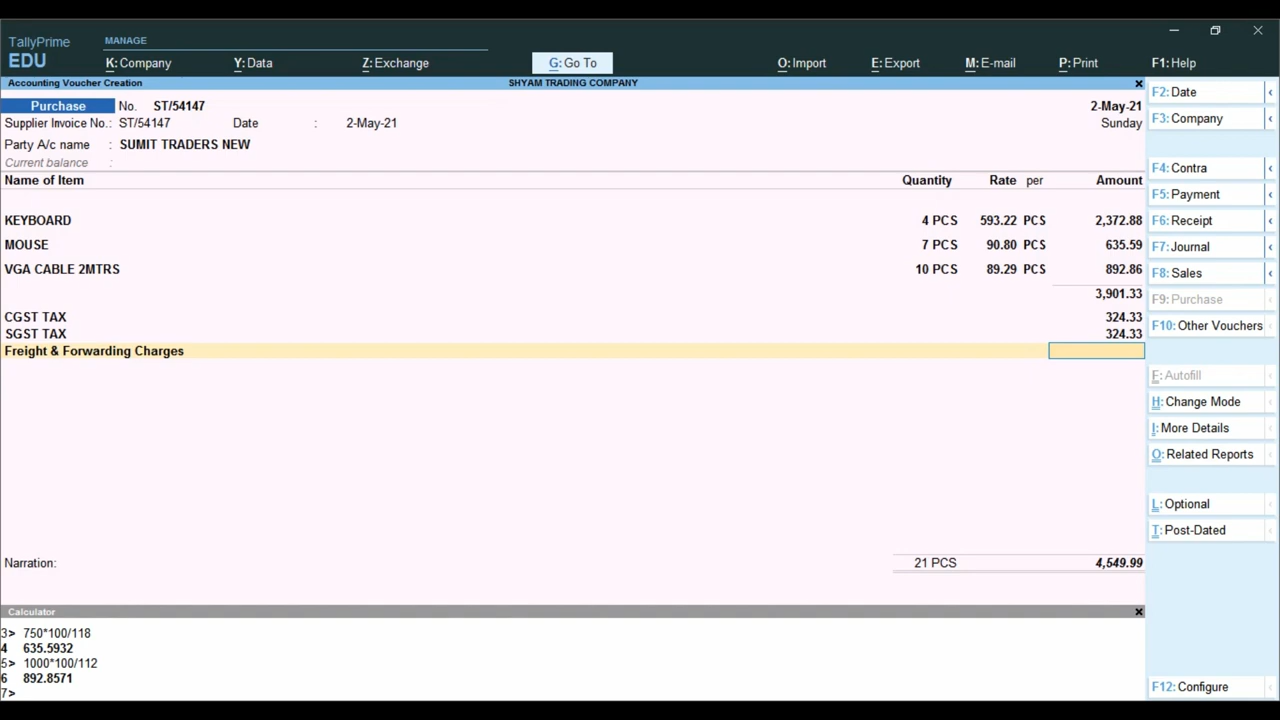 TallyPrime
EDU
MANAGE
K: Company Y: Data Z: Exchange G: Go To O: Import E: Export M: E-mail P: Print F1: Help
Accounting Voucher Creation SHYAM TRADING COMPANY ×
Purchase No. ST/54147 2-May-21
Supplier Invoice No.: ST/54147 Date : 2-May-21 Sunday
Party A/c name : SUMIT TRADERS NEW
Current balance :
Name of Item Quantity Rate per Amount
KEYBOARD 4 PCS 593.22 PCS 2,372.88
MOUSE 7 PCS 90.80 PCS 635.59
VGA CABLE 2MTRS 10 PCS 89.29 PCS 892.86
3,901.33
CGST TAX 324.33
SGST TAX 324.33
Freight & Forwarding Charges
Narration: 21 PCS 4,549.99
Calculator ×
3> 750*100/118
4 635.5932
5> 1000*100/112
6 892.8571
7>
F2: Date
F3: Company
F4: Contra
F5: Payment
F6: Receipt
F7: Journal
F8: Sales
F9: Purchase
F10: Other Vouchers
F: Autofill
H: Change Mode
I: More Details
O: Related Reports
L: Optional
T: Post-Dated
F12: Configure